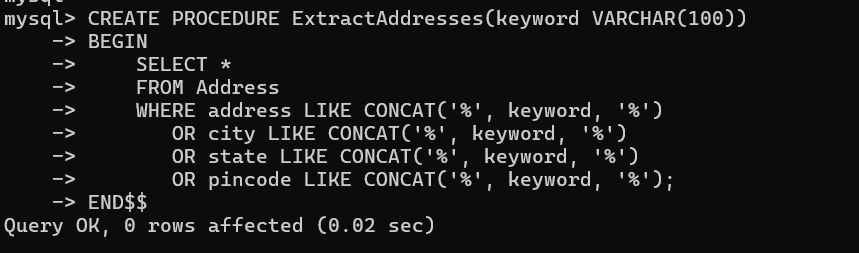 mysql> CREATE PROCEDURE ExtractAddresses(keyword VARCHAR(100))
    -> BEGIN
    ->     SELECT *
    ->     FROM Address
    ->     WHERE address LIKE CONCAT('%', keyword, '%')
    ->        OR city LIKE CONCAT('%', keyword, '%')
    ->        OR state LIKE CONCAT('%', keyword, '%')
    ->        OR pincode LIKE CONCAT('%', keyword, '%');
    -> END$$
Query OK, 0 rows affected (0.02 sec)